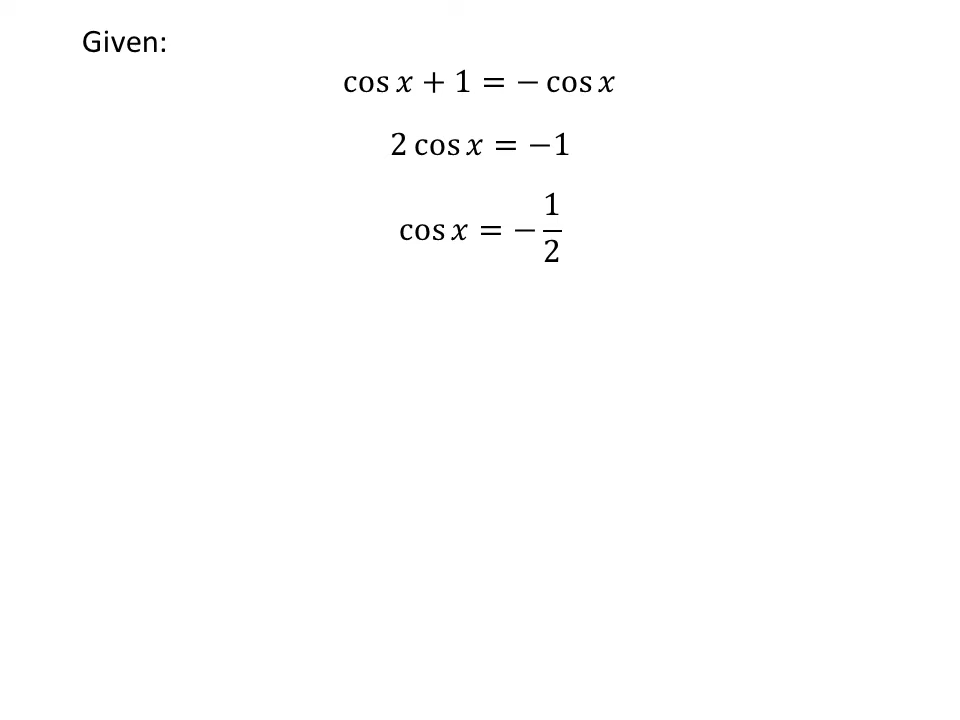 Given:
cos x + 1 = − cos x
2 cos x = −1
cos x = − 1/2